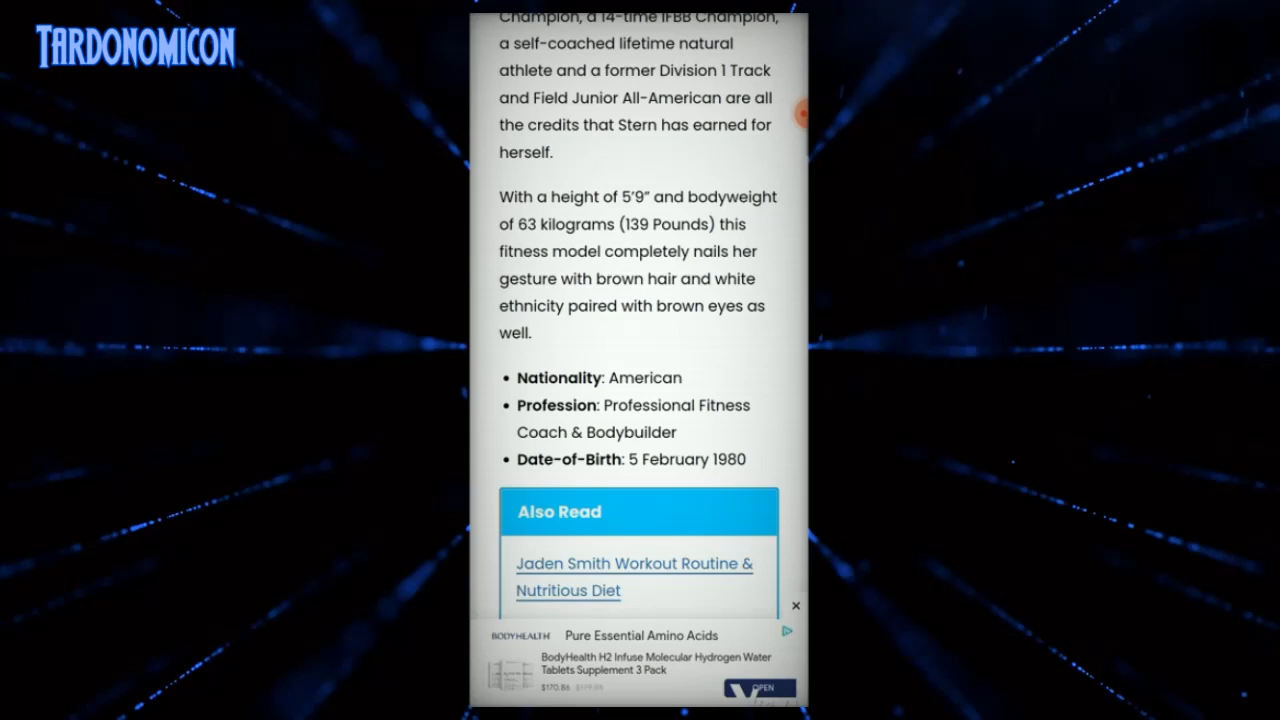 TARDONOMICON
Champion, a 14-time IFBB Champion,
a self-coached lifetime natural
athlete and a former Division 1 Track
and Field Junior All-American are all
the credits that Stern has earned for
herself.
With a height of 5'9” and bodyweight
of 63 kilograms (139 Pounds) this
fitness model completely nails her
gesture with brown hair and white
ethnicity paired with brown eyes as
well.
• Nationality: American
• Profession: Professional Fitness
Coach & Bodybuilder
• Date-of-Birth: 5 February 1980
Also Read
Jaden Smith Workout Routine &
Nutritious Diet
BODYHEALTH Pure Essential Amino Acids
BodyHealth H2 Infuse Molecular Hydrogen Water
Tablets Supplement 3 Pack
$170.86
OPEN